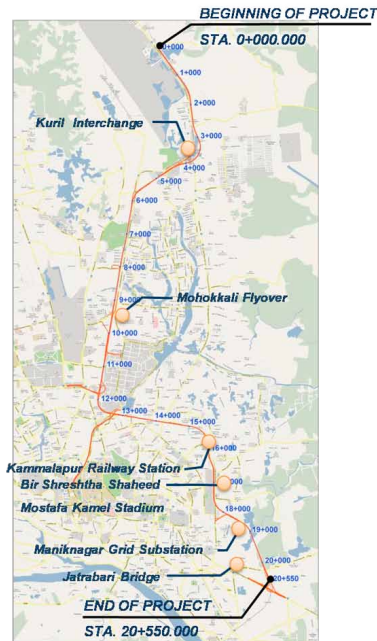 BEGINNING OF PROJECT
STA. 0+000.000
0+000
1+000
2+000
Kuril Interchange
3+000
4+000
5+000
6+000
7+000
8+000
9+000
Mohokkali Flyover
10+000
11+000
12+000
13+000
14+000
15+000
16+000
Kammalapur Railway Station
Bir Shreshtha Shaheed
Mostafa Kamel Stadium
18+000
19+000
Maniknagar Grid Substation
20+000
Jatrabari Bridge
20+550
END OF PROJECT
STA. 20+550.000